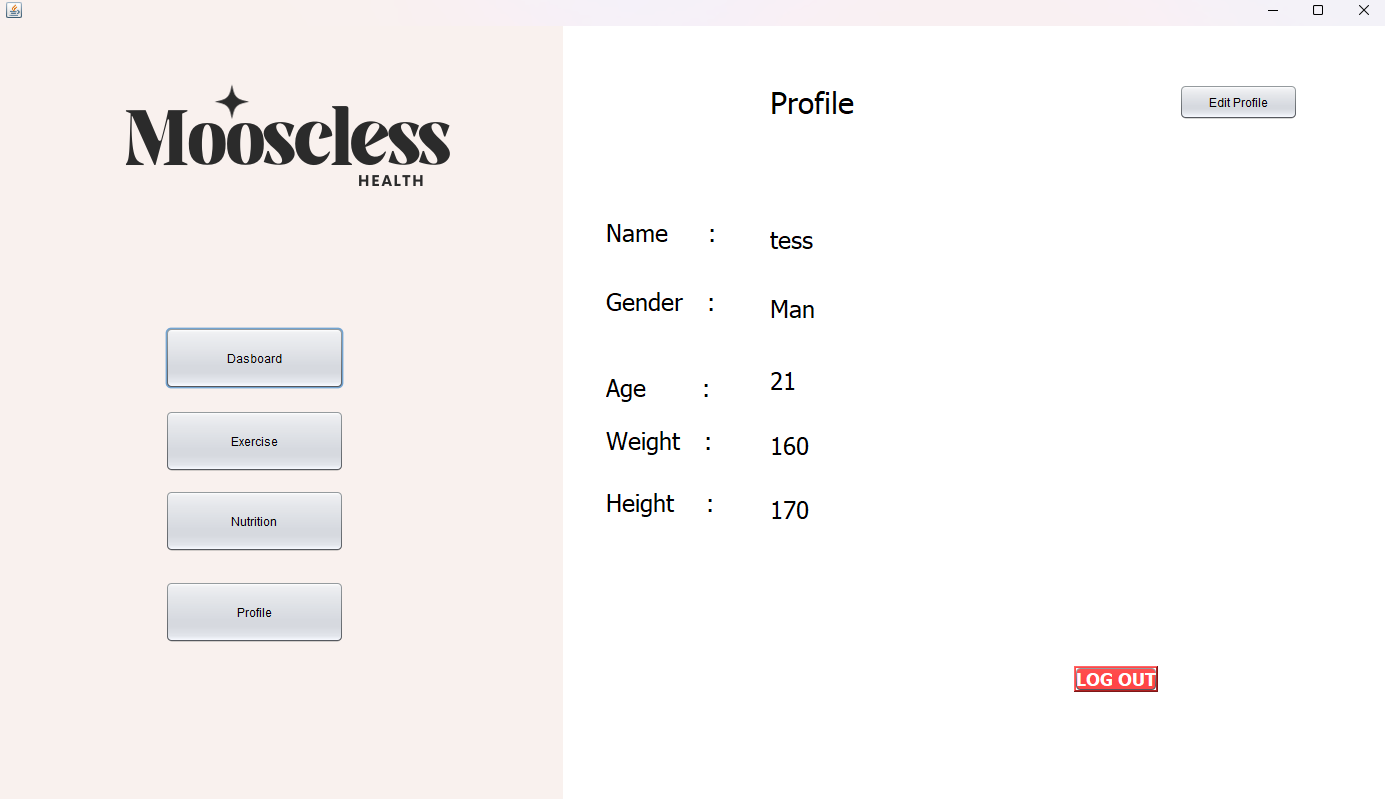 Mooscless
HEALTH
Dasboard
Exercise
Nutrition
Profile
Profile
Edit Profile
Name : tess
Gender : Man
Age : 21
Weight : 160
Height : 170
LOG OUT